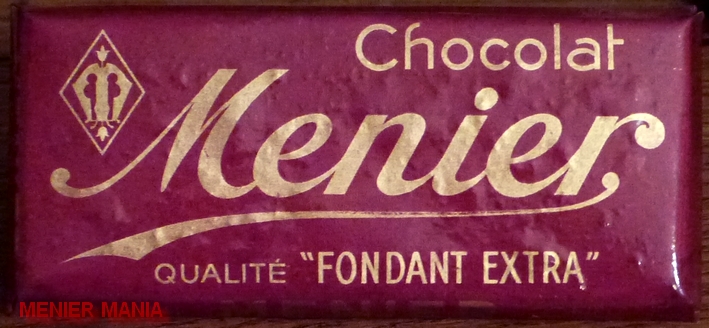 Chocolat
Menier
QUALITÉ "FONDANT EXTRA"
MENIER MANIA